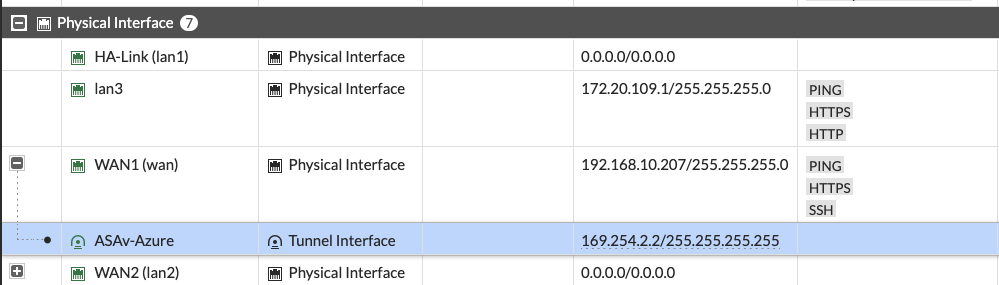 Physical Interface 7
HA-Link (lan1) Physical Interface 0.0.0.0/0.0.0.0
lan3 Physical Interface 172.20.109.1/255.255.255.0 PING
HTTPS
HTTP
WAN1 (wan) Physical Interface 192.168.10.207/255.255.255.0 PING
HTTPS
SSH
ASAv-Azure Tunnel Interface 169.254.2.2/255.255.255.255
WAN2 (lan2) Physical Interface 0.0.0.0/0.0.0.0